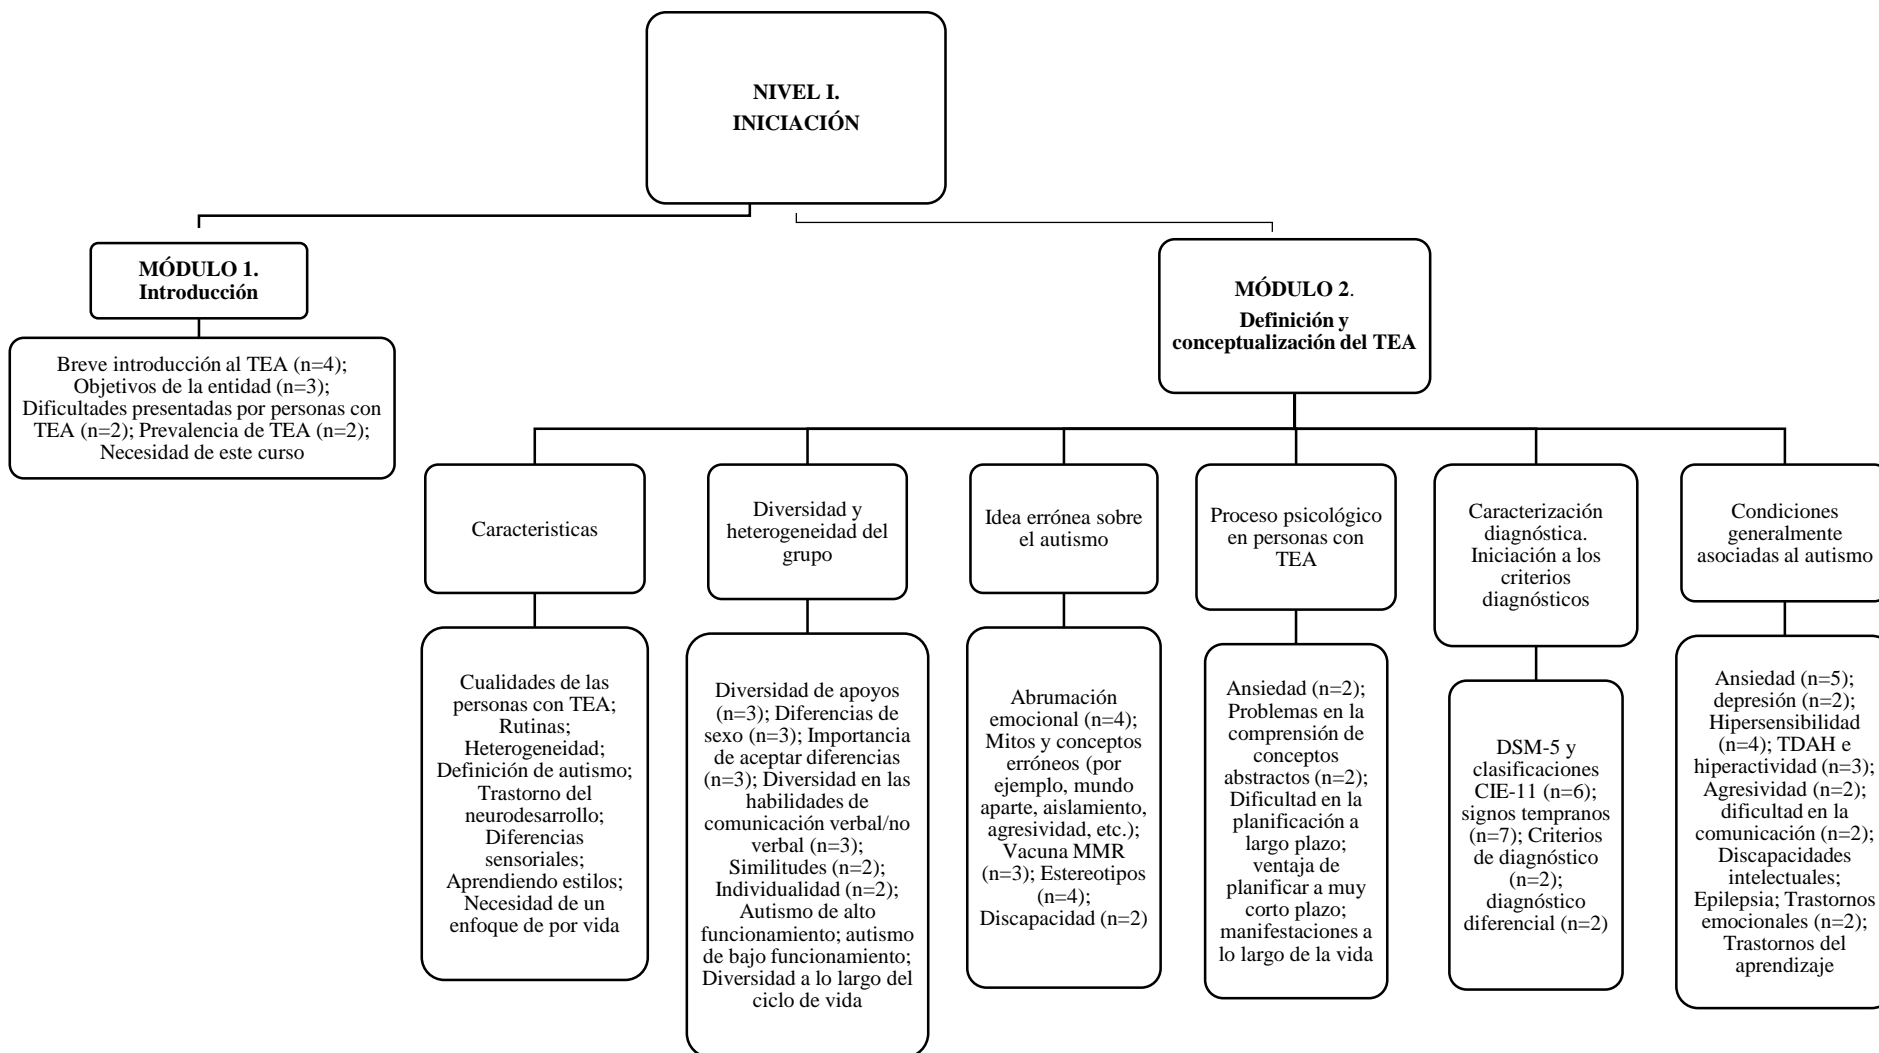 NIVEL I.
INICIACIÓN
MÓDULO 1.
Introducción
Breve introducción al TEA (n=4);
Objetivos de la entidad (n=3);
Dificultades presentadas por personas con
TEA (n=2); Prevalencia de TEA (n=2);
Necesidad de este curso
MÓDULO 2.
Definición y
conceptualización del TEA
Caracteristicas
Cualidades de las
personas con TEA;
Rutinas;
Heterogeneidad;
Definición de autismo;
Trastorno del
neurodesarrollo;
Diferencias
sensoriales;
Aprendiendo estilos;
Necesidad de un
enfoque de por vida
Diversidad y
heterogeneidad del
grupo
Diversidad de apoyos
(n=3); Diferencias de
sexo (n=3); Importancia
de aceptar diferencias
(n=3); Diversidad en las
habilidades de
comunicación verbal/no
verbal (n=3);
Similitudes (n=2);
Individualidad (n=2);
Autismo de alto
funcionamiento; autismo
de bajo funcionamiento;
Diversidad a lo largo del
ciclo de vida
Idea errónea sobre
el autismo
Abrumación
emocional (n=4);
Mitos y conceptos
erróneos (por
ejemplo, mundo
aparte, aislamiento,
agresividad, etc.);
Vacuna MMR
(n=3); Estereotipos
(n=4);
Discapacidad (n=2)
Proceso psicológico
en personas con
TEA
Ansiedad (n=2);
Problemas en la
comprensión de
conceptos
abstractos (n=2);
Dificultad en la
planificación a
largo plazo;
ventaja de
planificar a muy
corto plazo;
manifestaciones a
lo largo de la vida
Caracterización
diagnóstica.
Iniciación a los
criterios
diagnósticos
DSM-5 y
clasificaciones
CIE-11 (n=6);
signos tempranos
(n=7); Criterios
de diagnóstico
(n=2);
diagnóstico
diferencial (n=2)
Condiciones
generalmente
asociadas al autismo
Ansiedad (n=5);
depresión (n=2);
Hipersensibilidad
(n=4); TDAH e
hiperactividad (n=3);
Agresividad (n=2);
dificultad en la
comunicación (n=2);
Discapacidades
intelectuales;
Epilepsia; Trastornos
emocionales (n=2);
Trastornos del
aprendizaje